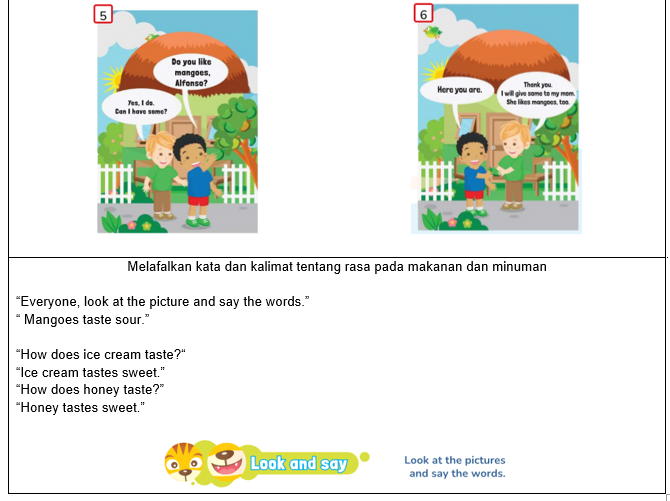 5
Do you like
mangoes,
Alfonso?
Yes, I do.
Can I have some?
6
Here you are.
Thank you.
I will give some to my mom.
She likes mangoes, too.
Melafalkan kata dan kalimat tentang rasa pada makanan dan minuman
“Everyone, look at the picture and say the words.”
“ Mangoes taste sour.”
“How does ice cream taste?“
“Ice cream tastes sweet.”
“How does honey taste?”
“Honey tastes sweet.”
Look and say
Look at the pictures
and say the words.